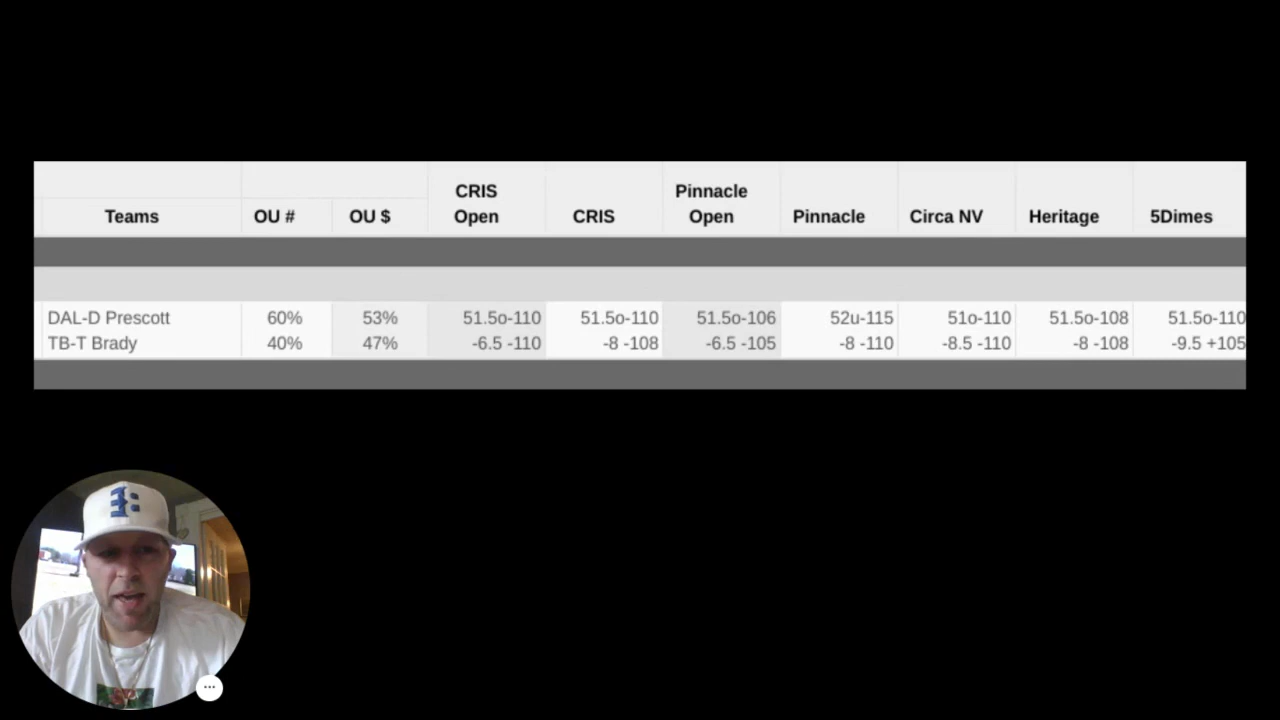 CRIS Pinnacle
Teams OU # OU $ Open CRIS Open Pinnacle Circa NV Heritage 5Dimes
DAL-D Prescott 60% 53% 51.5o-110 51.5o-110 51.5o-106 52u-115 51o-110 51.5o-108 51.5o-110
TB-T Brady 40% 47% -6.5 -110 -8 -108 -6.5 -105 -8 -110 -8.5 -110 -8 -108 -9.5 +105